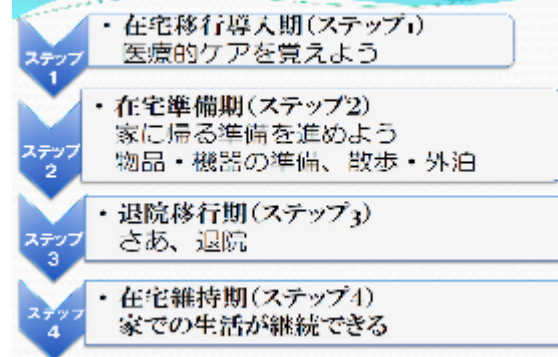 ステップ
1
・在宅移行導入期(ステップ1)
医療的ケアを覚えよう
ステップ
2
・在宅準備期(ステップ2)
家に帰る準備を進めよう
物品・機器の準備、散歩・外泊
ステップ
3
・退院移行期(ステップ3)
さあ、退院
ステップ
4
・在宅維持期(ステップ4)
家での生活が継続できる